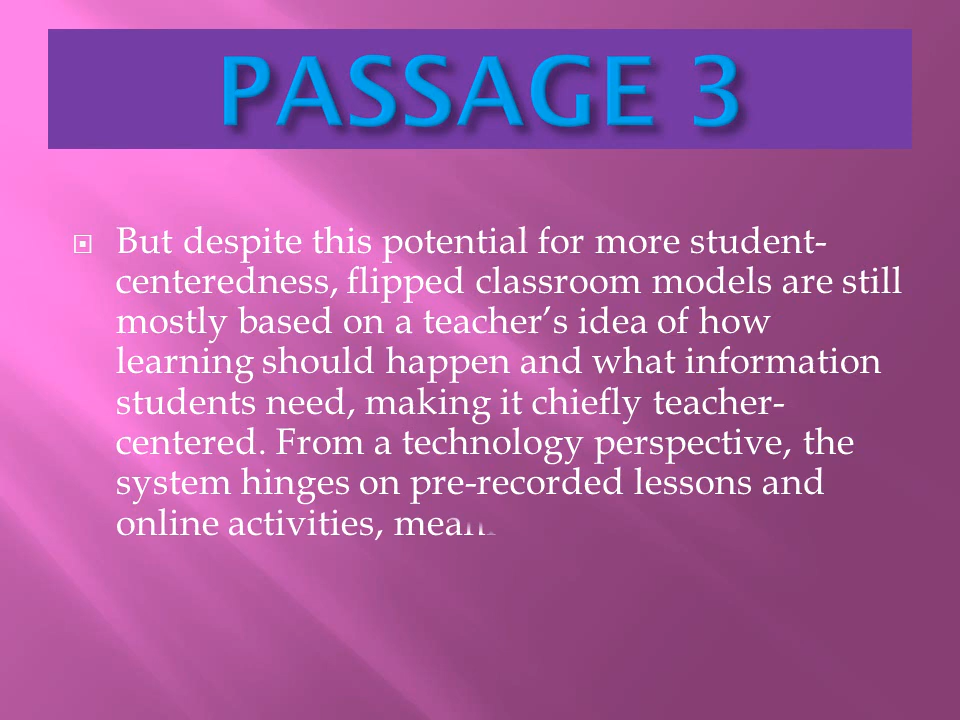 PASSAGE 3
But despite this potential for more student-
centeredness, flipped classroom models are still
mostly based on a teacher’s idea of how
learning should happen and what information
students need, making it chiefly teacher-
centered. From a technology perspective, the
system hinges on pre-recorded lessons and
online activities,